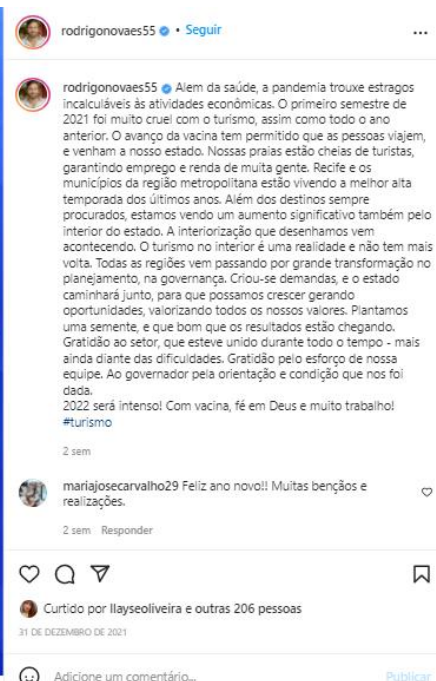 rodrigonovaes55 • Seguir
rodrigonovaes55 Alem da saúde, a pandemia trouxe estragos
incalculáveis às atividades econômicas. O primeiro semestre de
2021 foi muito cruel com o turismo, assim como todo o ano
anterior. O avanço da vacina tem permitido que as pessoas viajem,
e venham a nosso estado. Nossas praias estão cheias de turistas,
garantindo emprego e renda de muita gente. Recife e os
municípios da região metropolitana estão vivendo a melhor alta
temporada dos últimos anos. Além dos destinos sempre
procurados, estamos vendo um aumento significativo também pelo
interior do estado. A interiorização que desenhamos vem
acontecendo. O turismo no interior é uma realidade e não tem mais
volta. Todas as regiões vem passando por grande transformação no
planejamento, na governança. Criou-se demandas, e o estado
caminhará junto, para que possamos crescer gerando
oportunidades, valorizando todos os nossos valores. Plantamos
uma semente, e que bom que os resultados estão chegando.
Gratidão ao setor, que esteve unido durante todo o tempo - mais
ainda diante das dificuldades. Gratidão pelo esforço de nossa
equipe. Ao governador pela orientação e condição que nos foi
dada.
2022 será intenso! Com vacina, fé em Deus e muito trabalho!
#turismo
2 sem
mariajosecarvalho29 Feliz ano novo!! Muitas bençãos e
realizações.
2 sem Responder
Curtido por llayseoliveira e outras 206 pessoas
31 DE DEZEMBRO DE 2021
Adicione um comentário... Publicar